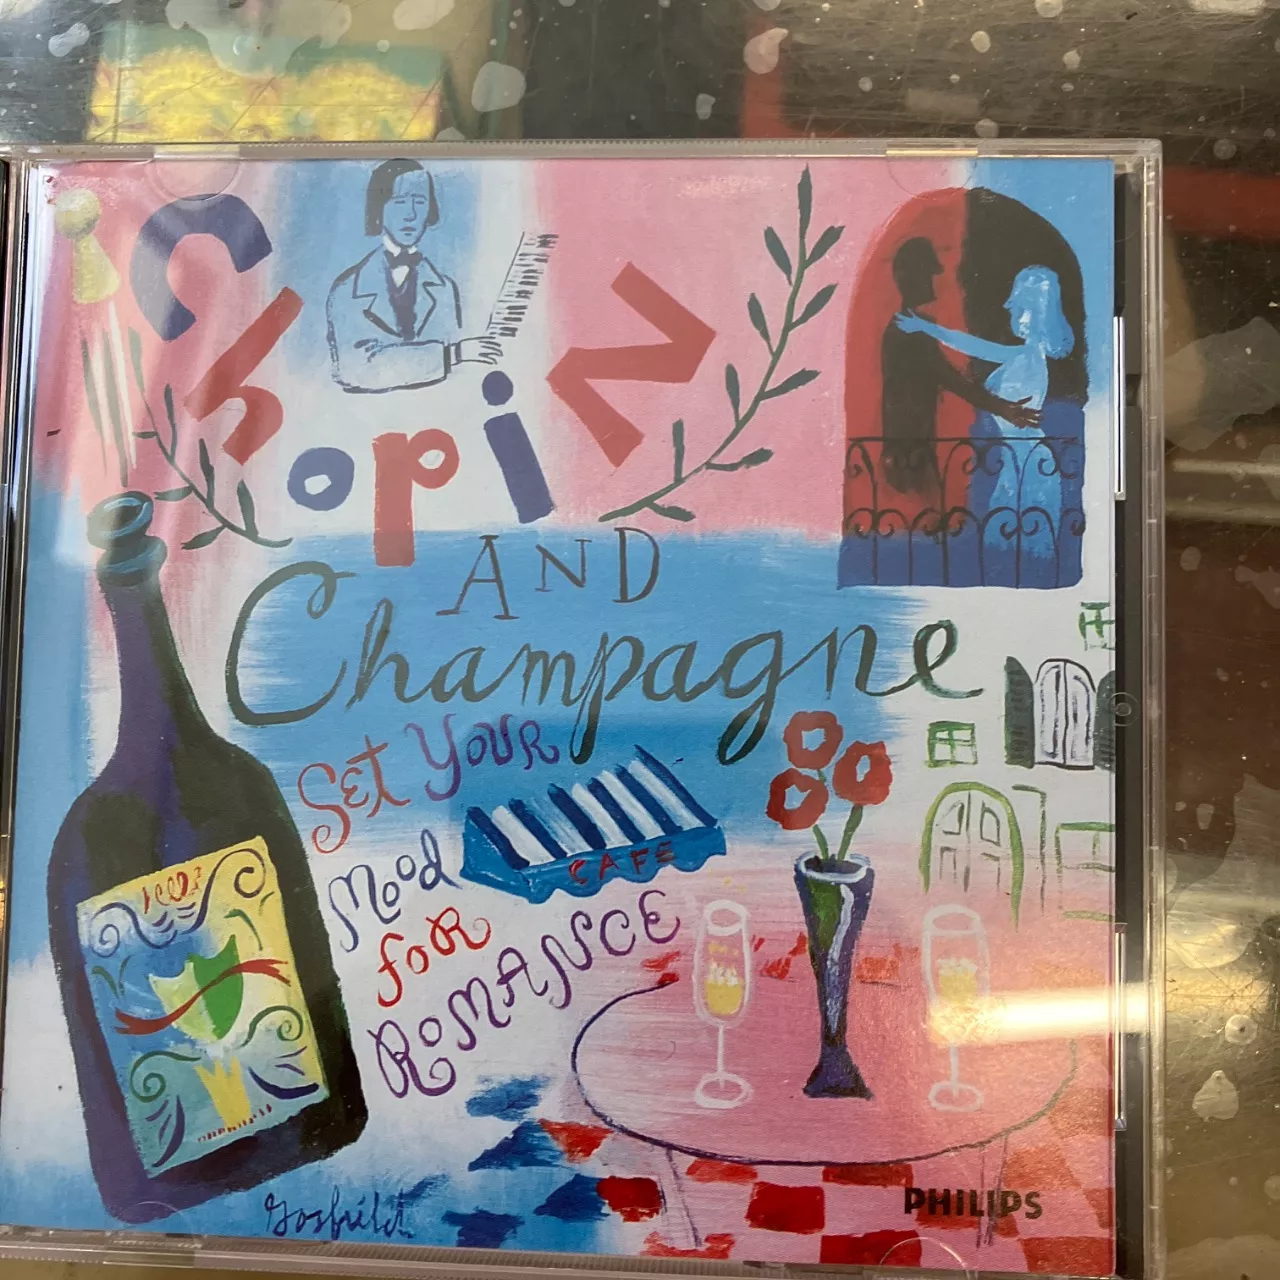 Chopin
AND
Champagne
SET YOUR
Mood
foR
ROMANCE
CAFE
Gosfield
PHILIPS